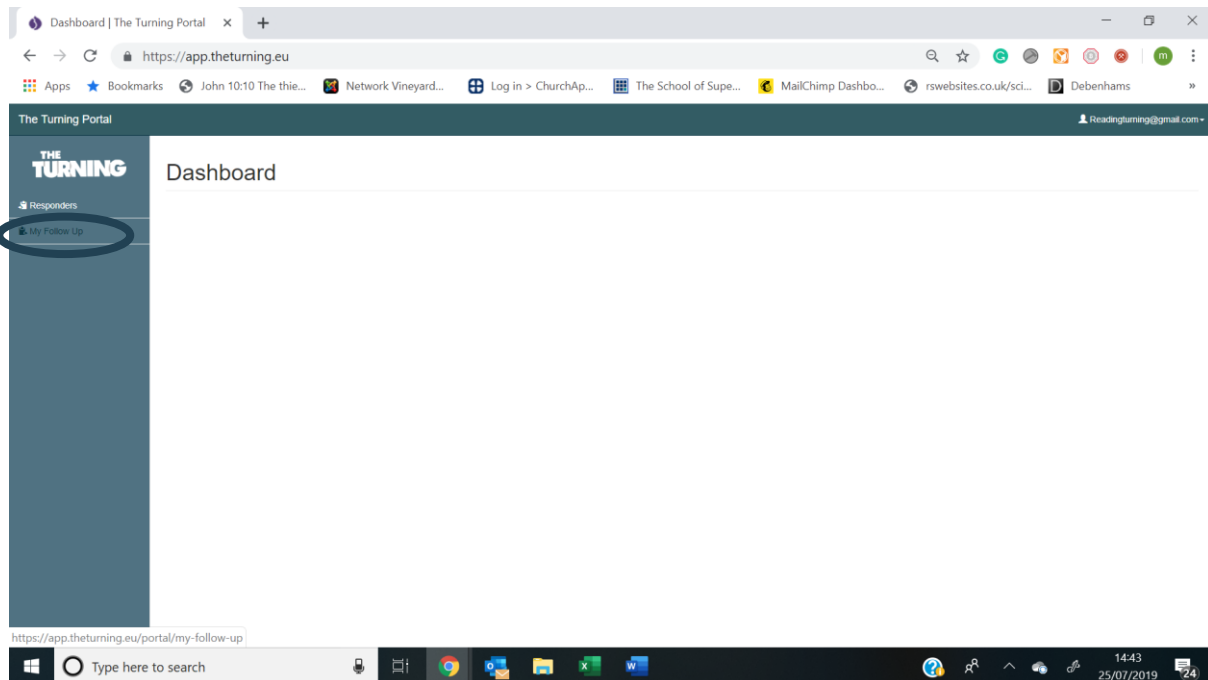 Dashboard | The Turning Portal
https://app.theturning.eu
m
Apps Bookmarks John 10:10 The thie... Network Vineyard... Log in > ChurchAp... The School of Supe... MailChimp Dashbo... rswebsites.co.uk/sci... Debenhams »
The Turning Portal Readingturning@gmail.com
THE
TURNING
Dashboard
Responders
My Follow Up
https://app.theturning.eu/portal/my-follow-up
Type here to search
14:43
25/07/2019
24